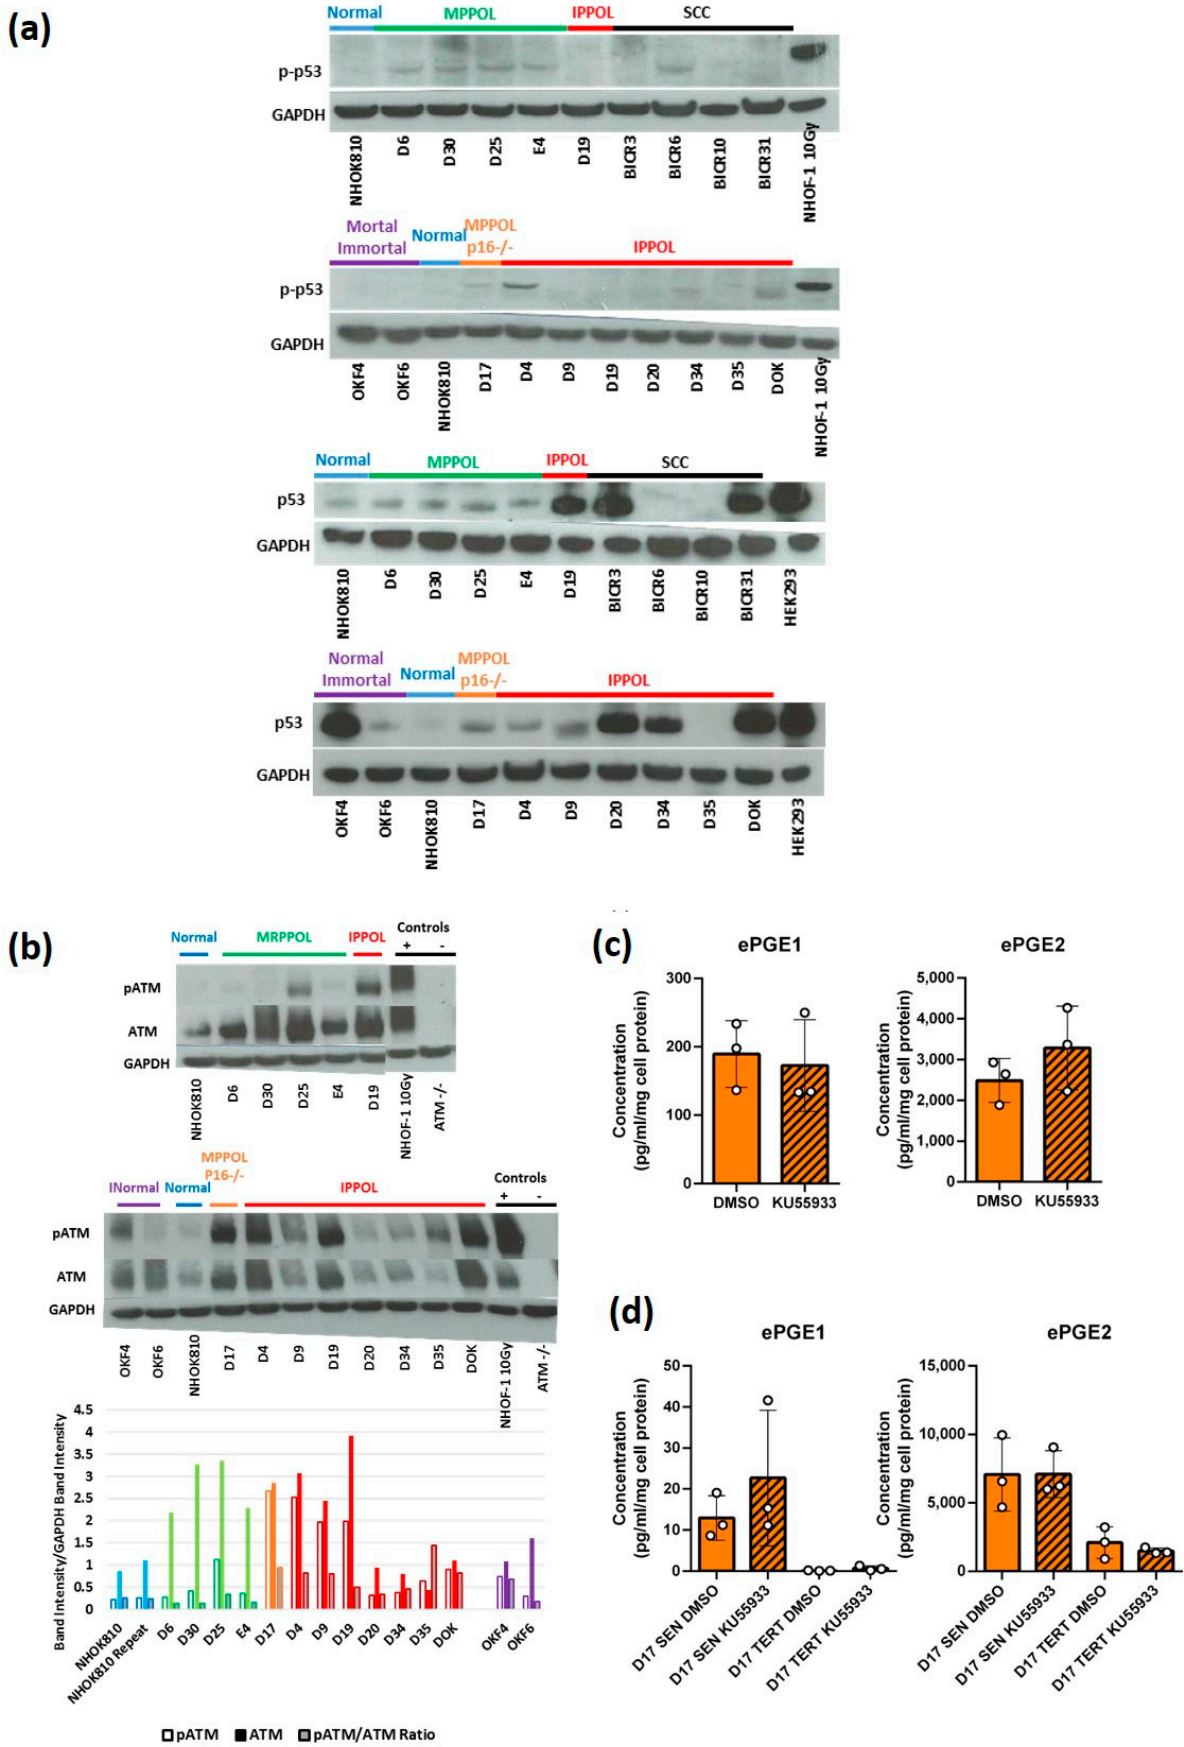 (a)
Normal MPPOL IPPOL SCC
p-p53
GAPDH
NHOK810 D6 D30 D25 E4 D19 BICR3 BICR6 BICR10 BICR31 NHOF-1 10Gy
Mortal
Immortal
Normal
MPPOL
p16-/-
IPPOL
p-p53
GAPDH
OKF4 OKF6 NHOK810 D17 D4 D9 D19 D20 D34 D35 DOK NHOF-1 10Gy
Normal MPPOL IPPOL SCC
p53
GAPDH
NHOK810 D6 D30 D25 E4 D19 BICR3 BICR6 BICR10 BICR31 HEK293
Normal
Immortal
Normal
MPPOL
p16-/-
IPPOL
p53
GAPDH
OKF4 OKF6 NHOK810 D17 D4 D9 D20 D34 D35 DOK HEK293
(b)
Normal MRPPOL IPPOL
Controls
+ -
pATM
ATM
GAPDH
NHOK810 D6 D30 D25 E4 D19 NHOF-1 10Gy ATM -/-
INormal Normal
MPPOL
P16-/-
IPPOL
Controls
+ -
pATM
ATM
GAPDH
OKF4 OKF6 NHOK810 D17 D4 D9 D19 D20 D34 D35 DOK NHOF-1 10Gy ATM -/-
Band Intensity/GAPDH Band Intensity
4.5
4
3.5
3
2.5
2
1.5
1
0.5
0
NHOK810 NHOK810 Repeat D6 D30 D25 E4 D17 D4 D9 D19 D20 D34 D35 DOK OKF4 OKF6
pATM ATM pATM/ATM Ratio
(c)
ePGE1
Concentration
(pg/ml/mg cell protein)
300
200
100
0
DMSO KU55933
ePGE2
Concentration
(pg/ml/mg cell protein)
5,000
4,000
3,000
2,000
1,000
0
DMSO KU55933
(d)
ePGE1
Concentration
(pg/ml/mg cell protein)
50
40
30
20
10
0
D17 SEN DMSO
D17 SEN KU55933
D17 TERT DMSO
D17 TERT KU55933
ePGE2
Concentration
(pg/ml/mg cell protein)
15,000
10,000
5,000
0
D17 SEN DMSO
D17 SEN KU55933
D17 TERT DMSO
D17 TERT KU55933